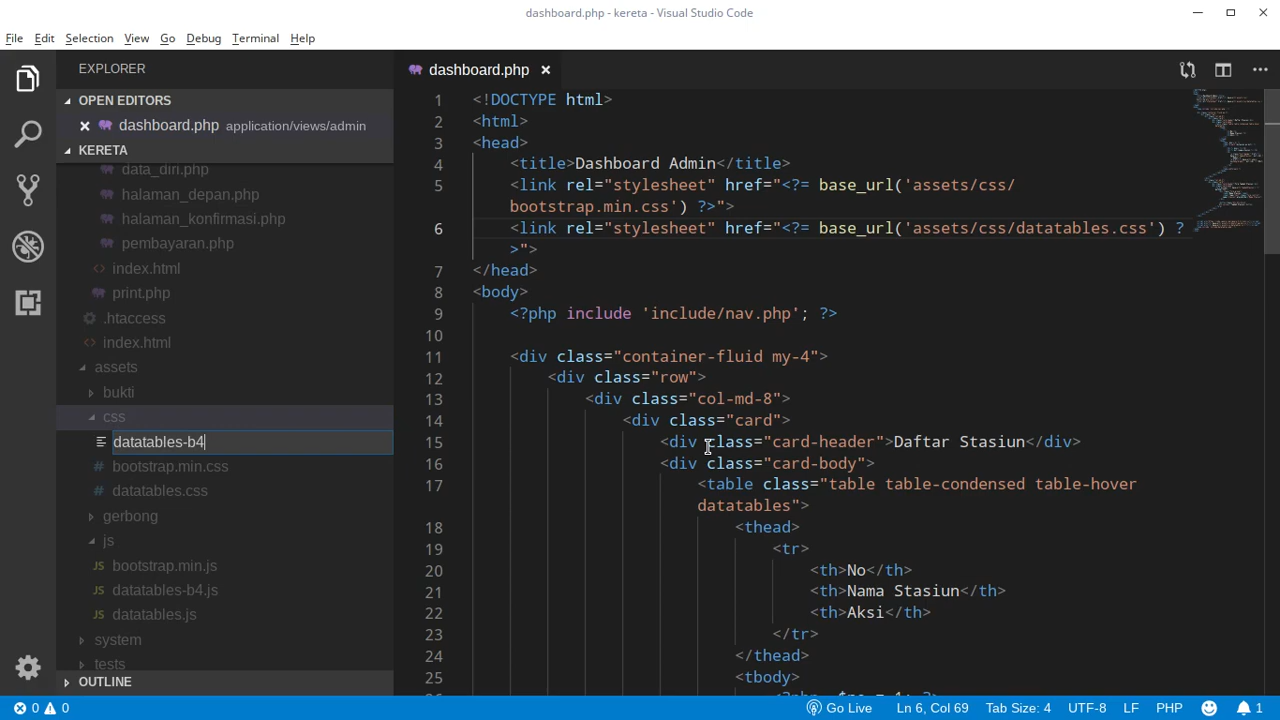 dashboard.php - kereta - Visual Studio Code
File Edit Selection View Go Debug Terminal Help
EXPLORER
OPEN EDITORS
dashboard.php application/views/admin
KERETA
data_diri.php
halaman_depan.php
halaman_konfirmasi.php
pembayaran.php
index.html
print.php
.htaccess
index.html
assets
bukti
css
datatables-b4
bootstrap.min.css
datatables.css
gerbong
js
bootstrap.min.js
datatables-b4.js
datatables.js
system
tests
OUTLINE
dashboard.php
1 <!DOCTYPE html>
2 <html>
3 <head>
4 <title>Dashboard Admin</title>
5 <link rel="stylesheet" href="<?= base_url('assets/css/
bootstrap.min.css') ?>">
6 <link rel="stylesheet" href="<?= base_url('assets/css/datatables.css') ?
>">
7 </head>
8 <body>
9 <?php include 'include/nav.php'; ?>
10
11 <div class="container-fluid my-4">
12 <div class="row">
13 <div class="col-md-8">
14 <div class="card">
15 <div class="card-header">Daftar Stasiun</div>
16 <div class="card-body">
17 <table class="table table-condensed table-hover
datatables">
18 <thead>
19 <tr>
20 <th>No</th>
21 <th>Nama Stasiun</th>
22 <th>Aksi</th>
23 </tr>
24 </thead>
25 <tbody>
0 0 Go Live Ln 6, Col 69 Tab Size: 4 UTF-8 LF PHP 1